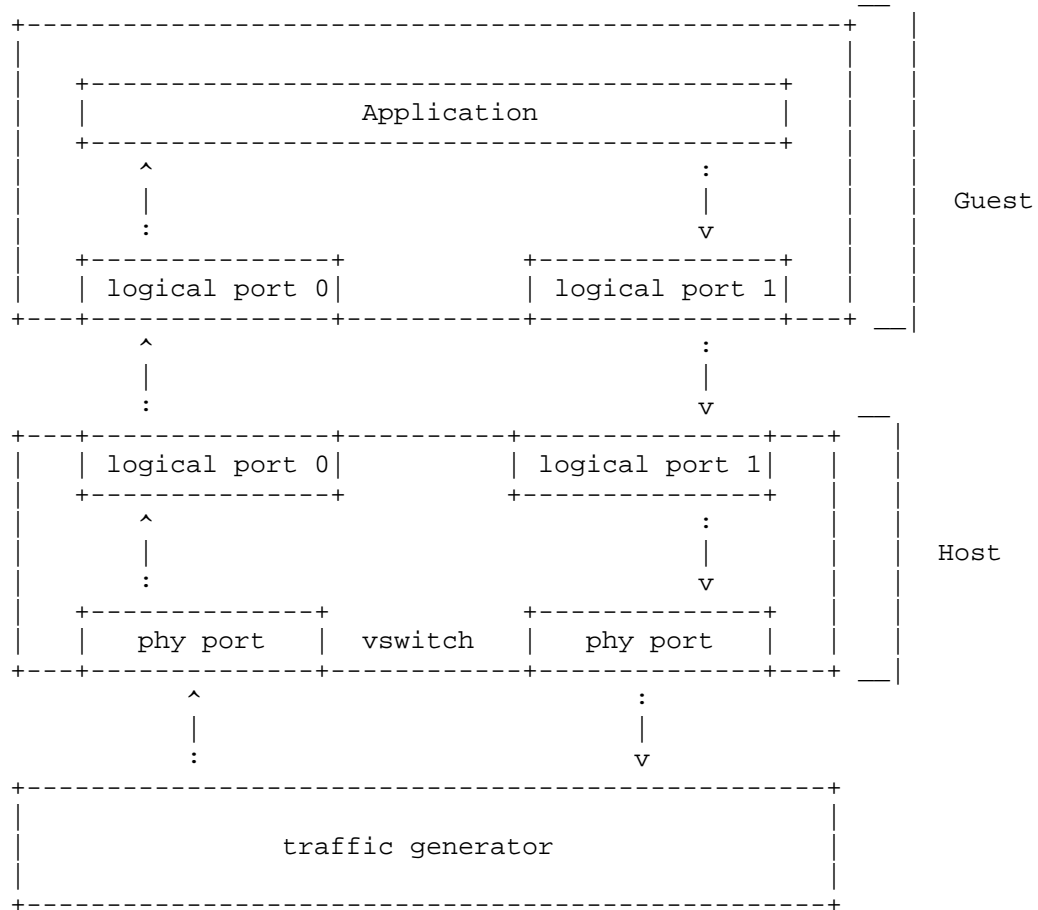 Application
Guest
logical port 0 logical port 1
logical port 0 logical port 1
Host
phy port vswitch phy port
traffic generator